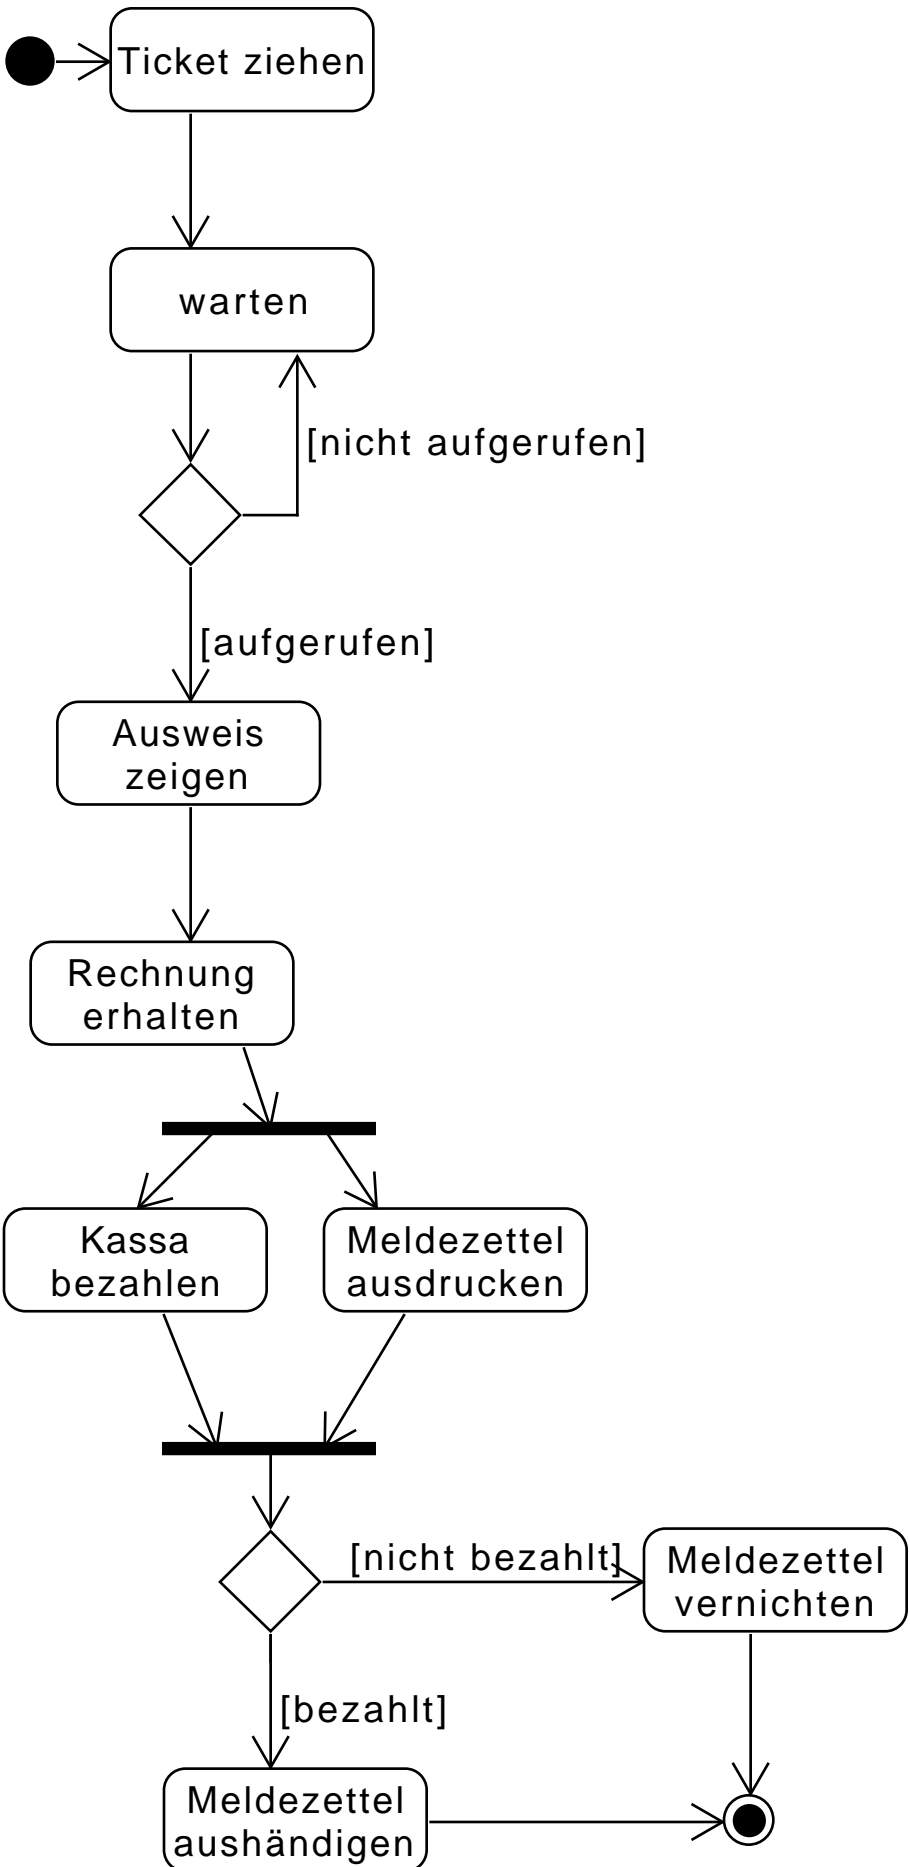 Ticket ziehen
warten
[nicht aufgerufen]
[aufgerufen]
Ausweis
zeigen
Rechnung
erhalten
Kassa
bezahlen
Meldezettel
ausdrucken
[nicht bezahlt]
Meldezettel
vernichten
[bezahlt]
Meldezettel
aushändigen